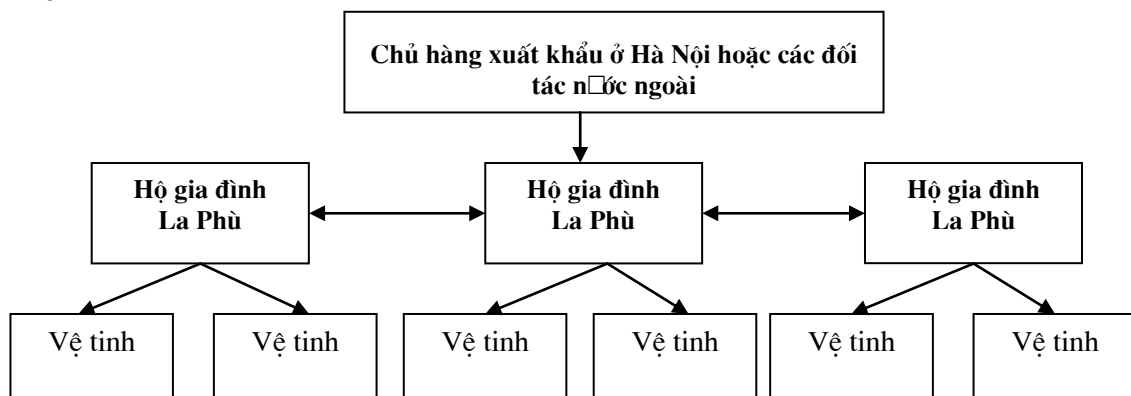 Chủ hàng xuất khẩu ở Hà Nội hoặc các đối
tác n□ớc ngoài
Hộ gia đình
La Phù
Hộ gia đình
La Phù
Hộ gia đình
La Phù
Vệ tinh
Vệ tinh
Vệ tinh
Vệ tinh
Vệ tinh
Vệ tinh